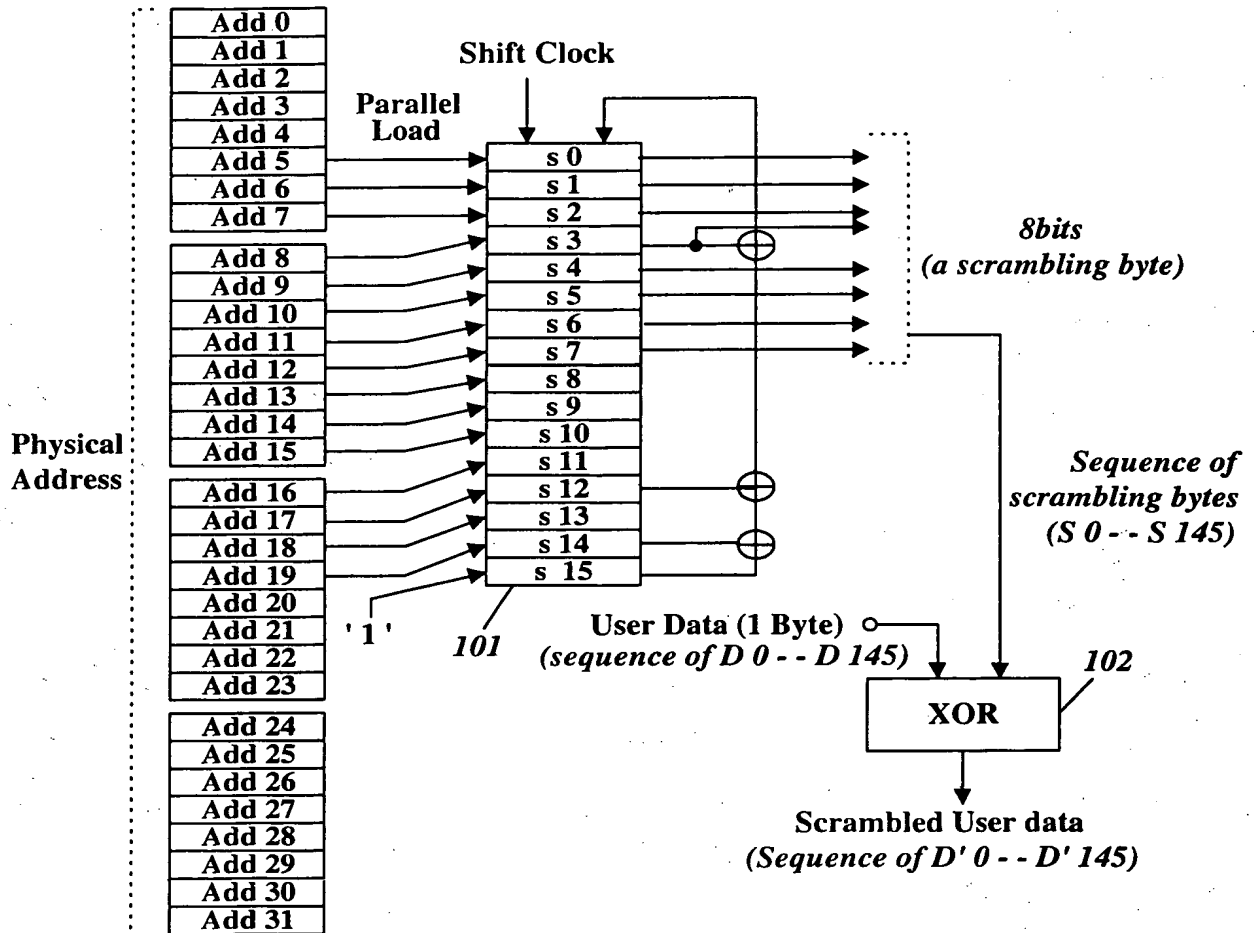 Physical
Address
Add 0
Add 1
Add 2
Add 3
Add 4
Add 5
Add 6
Add 7
Add 8
Add 9
Add 10
Add 11
Add 12
Add 13
Add 14
Add 15
Add 16
Add 17
Add 18
Add 19
Add 20
Add 21
Add 22
Add 23
Add 24
Add 25
Add 26
Add 27
Add 28
Add 29
Add 30
Add 31
Parallel
Load
' 1 '
Shift Clock
s 0
s 1
s 2
s 3
s 4
s 5
s 6
s 7
s 8
s 9
s 10
s 11
s 12
s 13
s 14
s 15
101
8bits
(a scrambling byte)
Sequence of
scrambling bytes
(S 0 - - S 145)
User Data (1 Byte)
(sequence of D 0 - - D 145)
102
XOR
Scrambled User data
(Sequence of D' 0 - - D' 145)